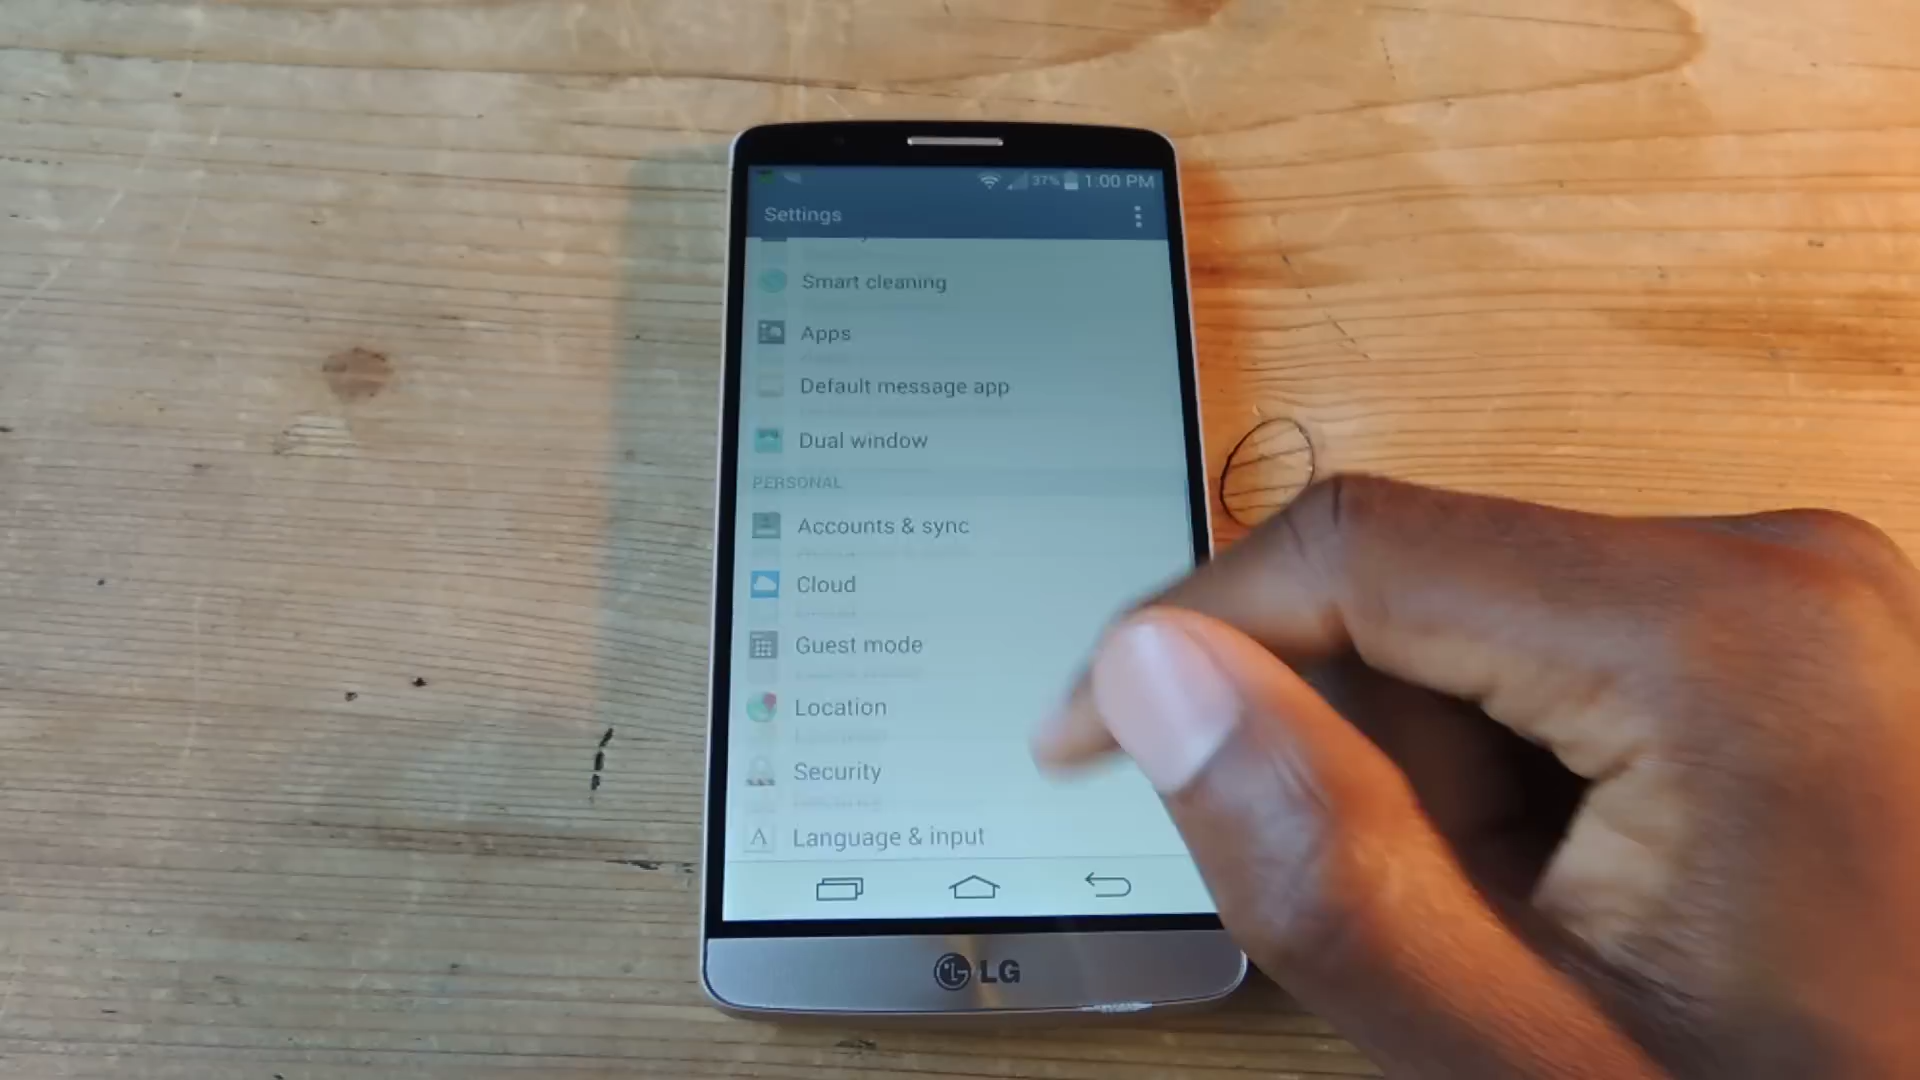 37% 1:00 PM
Settings
Smart cleaning
Apps
Default message app
Dual window
PERSONAL
Accounts & sync
Cloud
Guest mode
Location
Security
A Language & input
LG